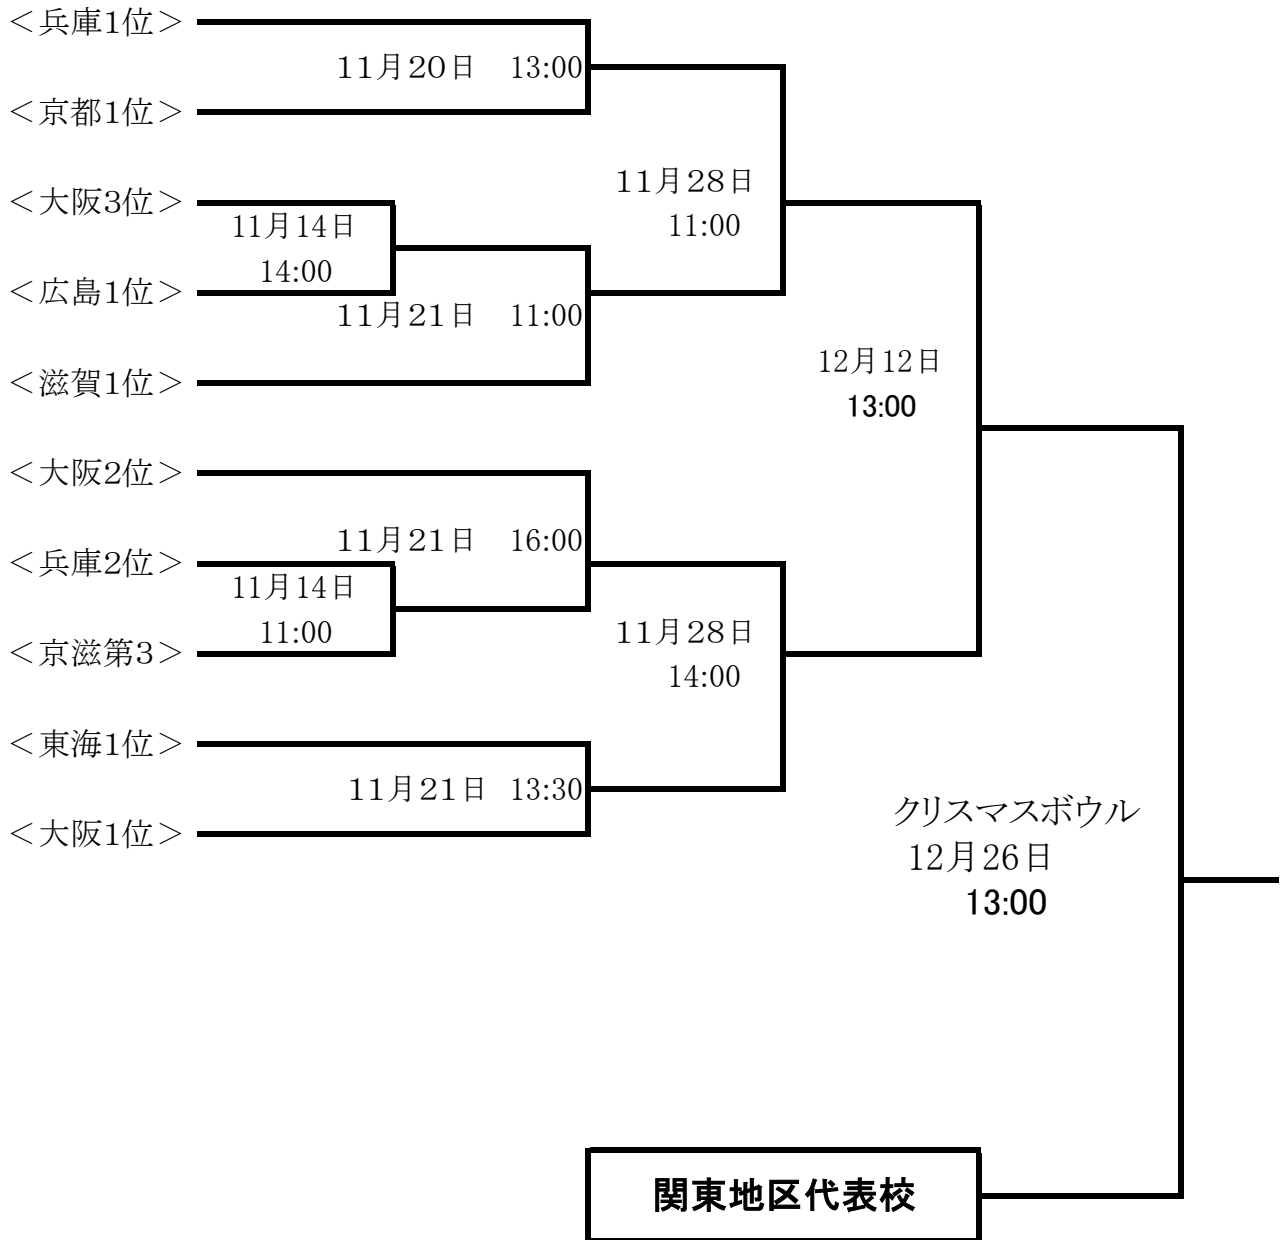 ＜兵庫1位＞
１１月２０日　13:00
＜京都1位＞
＜大阪3位＞
11月14日
14:00
＜広島1位＞
１１月２１日　11:00
＜滋賀1位＞
１１月２８日
11:00
＜大阪2位＞
１１月２１日　16:00
＜兵庫2位＞
11月14日
11:00
＜京滋第３＞
１１月２８日
14:00
＜東海1位＞
１１月２１日 13:30
＜大阪1位＞
12月12日
13:00
クリスマスボウル
12月26日
13:00
関東地区代表校